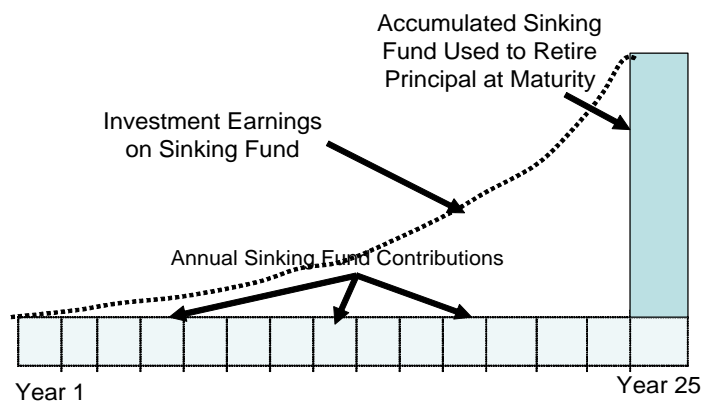 Accumulated Sinking
Fund Used to Retire
Principal at Maturity
Investment Earnings
on Sinking Fund
Annual Sinking Fund Contributions
Year 1
Year 25